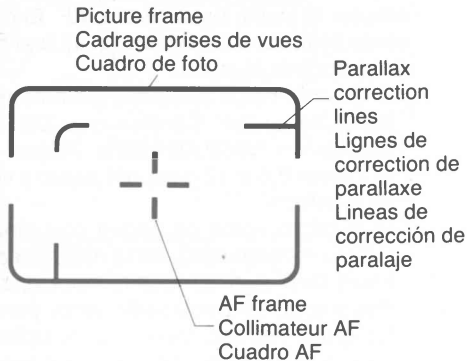 Picture frame
Cadrage prises de vues
Cuadro de foto
Parallax
correction
lines
Lignes de
correction de
parallaxe
Lineas de
corrección de
paralaje
AF frame
Collimateur AF
Cuadro AF